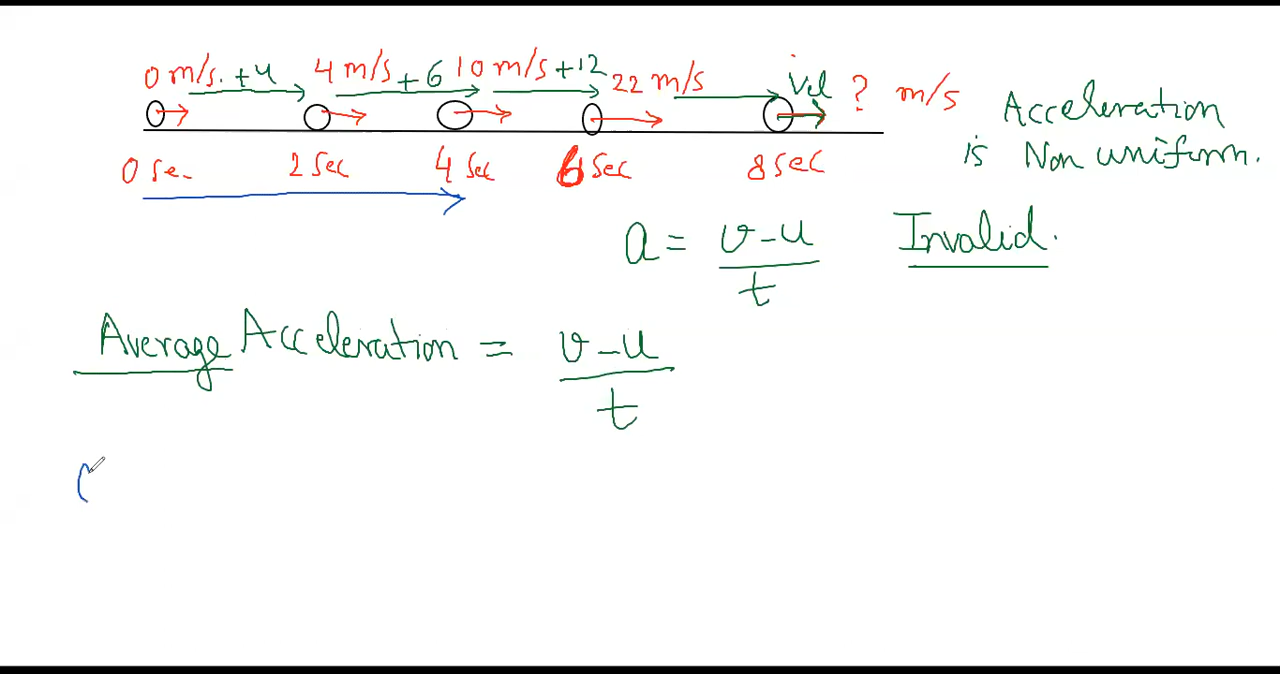 0 m/s. +4 4 m/s +6 10 m/s +12 22 m/s vel ? m/s
0 Se. 2 Sec 4 Sec 6 Sec 8 Sec
Acceleration
is Non uniform.
a = v-u / t Invalid.
Average Acceleration = v-u / t
(